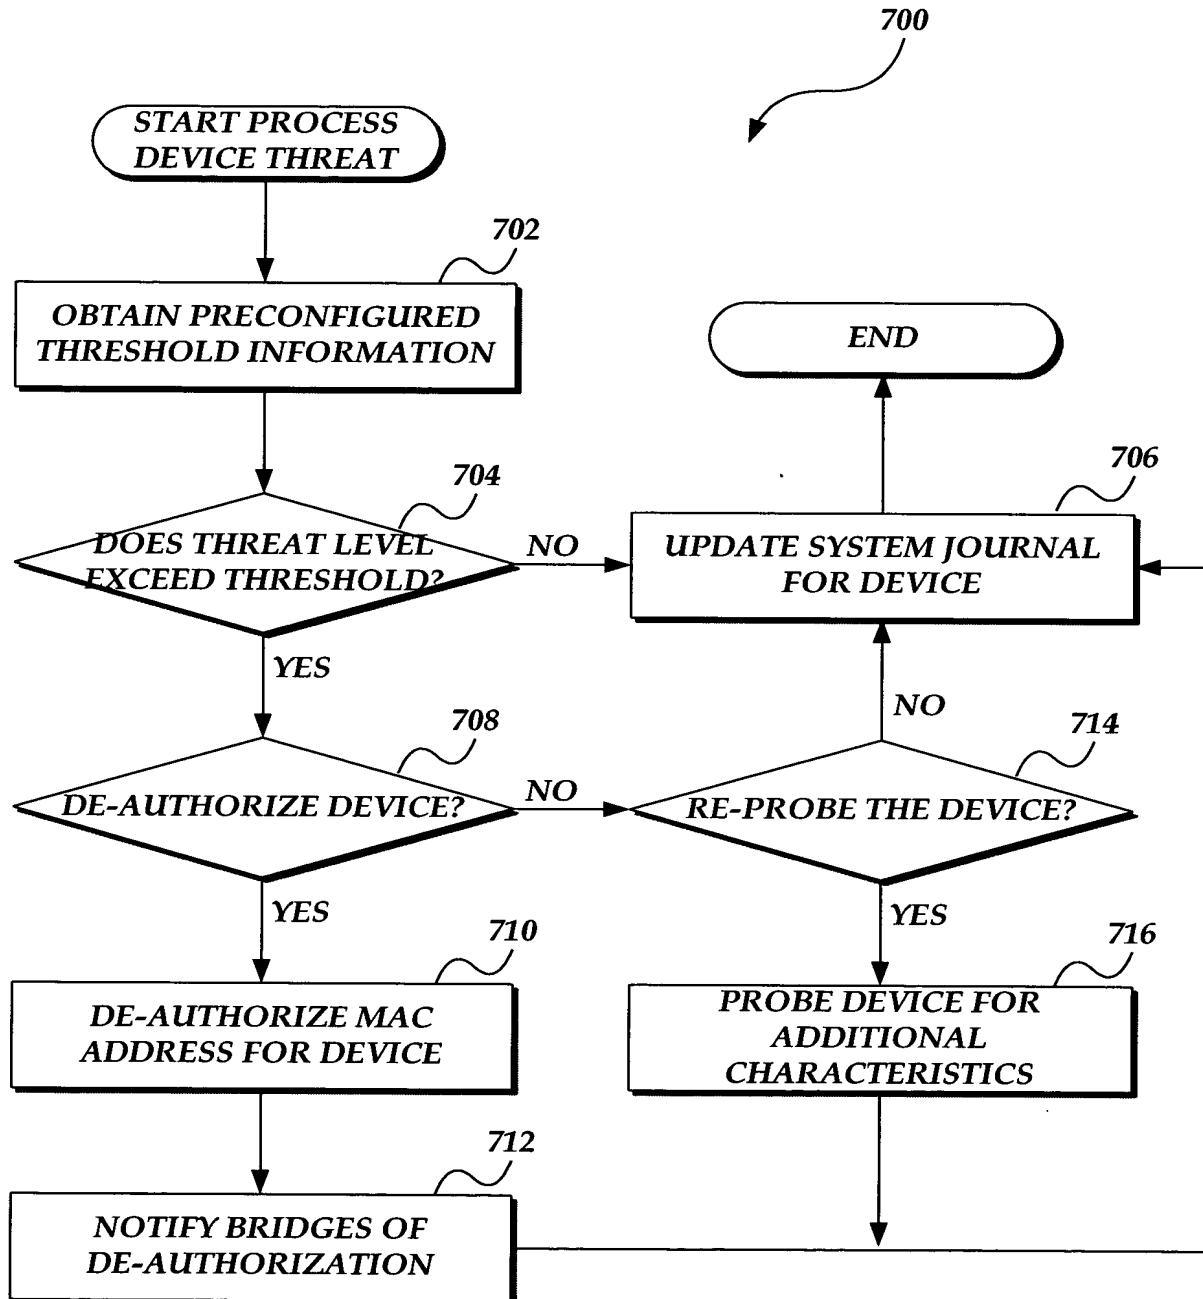 700
START PROCESS
DEVICE THREAT
702
OBTAIN PRECONFIGURED
THRESHOLD INFORMATION
END
704
DOES THREAT LEVEL
EXCEED THRESHOLD?
NO
706
UPDATE SYSTEM JOURNAL
FOR DEVICE
YES
708
DE-AUTHORIZE DEVICE?
NO
NO
714
RE-PROBE THE DEVICE?
YES
710
DE-AUTHORIZE MAC
ADDRESS FOR DEVICE
YES
716
PROBE DEVICE FOR
ADDITIONAL
CHARACTERISTICS
712
NOTIFY BRIDGES OF
DE-AUTHORIZATION